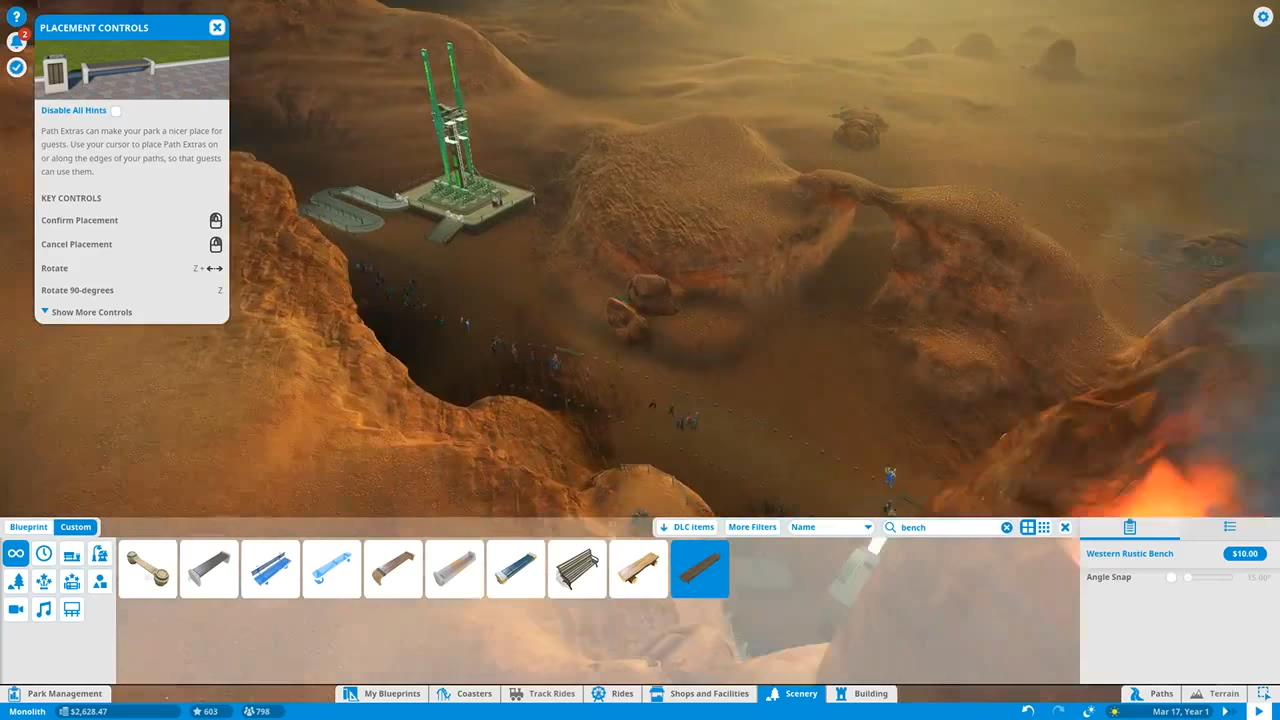 PLACEMENT CONTROLS
Disable All Hints
Path Extras can make your park a nicer place for
guests. Use your cursor to place Path Extras on
or along the edges of your paths, so that guests
can use them.
KEY CONTROLS
Confirm Placement
Cancel Placement
Rotate Z +
Rotate 90-degrees Z
Show More Controls
?
2
Blueprint Custom DLC items More Filters Name bench
Western Rustic Bench $10.00
Angle Snap 15.00°
Park Management My Blueprints Coasters Track Rides Rides Shops and Facilities Scenery Building Paths Terrain
Monolith $2,628.47 603 798 Mar 17, Year 1